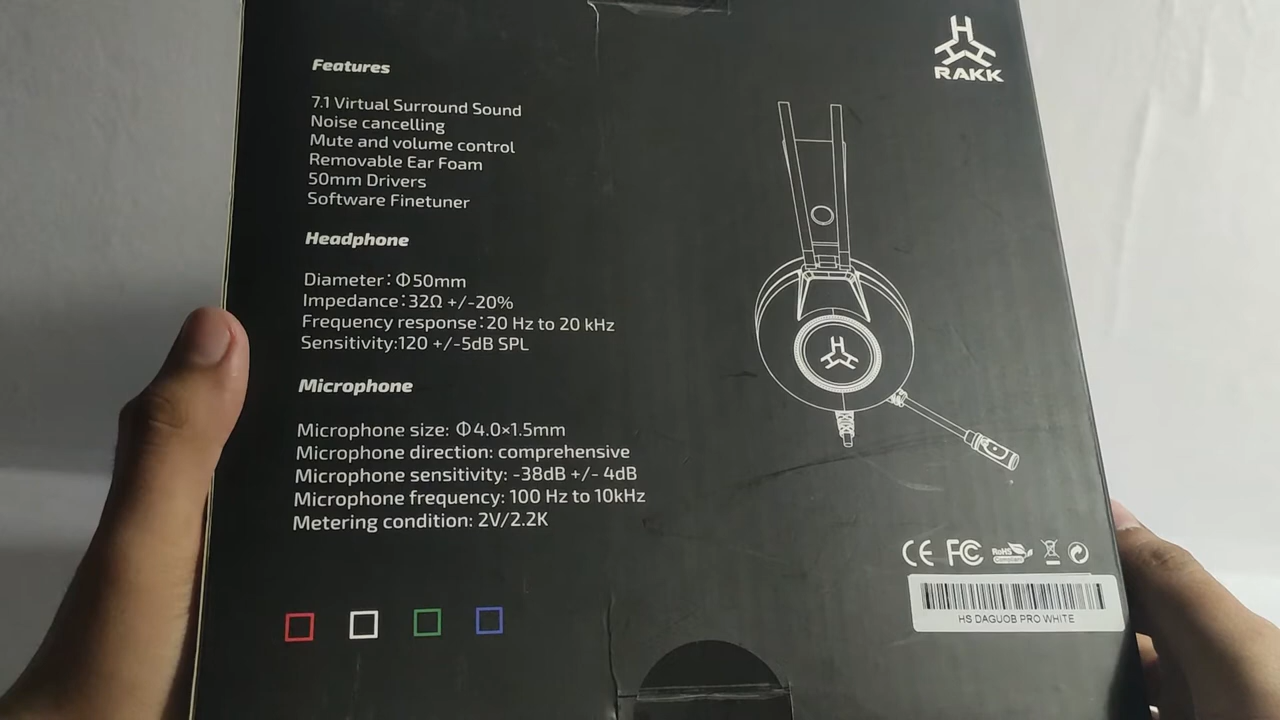 Features
7.1 Virtual Surround Sound
Noise cancelling
Mute and volume control
Removable Ear Foam
50mm Drivers
Software Finetuner
Headphone
Diameter:Φ50mm
Impedance:32Ω +/-20%
Frequency response:20 Hz to 20 kHz
Sensitivity:120 +/-5dB SPL
Microphone
Microphone size: Φ4.0×1.5mm
Microphone direction: comprehensive
Microphone sensitivity: -38dB +/- 4dB
Microphone frequency: 100 Hz to 10kHz
Metering condition: 2V/2.2K
RAKK
CE FC RoHS
Compliant
HS DAGUOB PRO WHITE